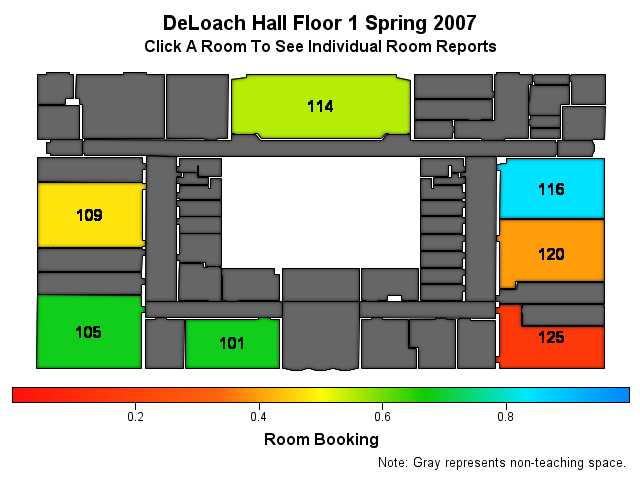 DeLoach Hall Floor 1 Spring 2007
Click A Room To See Individual Room Reports
114
109
116
120
105
101
125
0.2 0.4 0.6 0.8
Room Booking
Note: Gray represents non-teaching space.